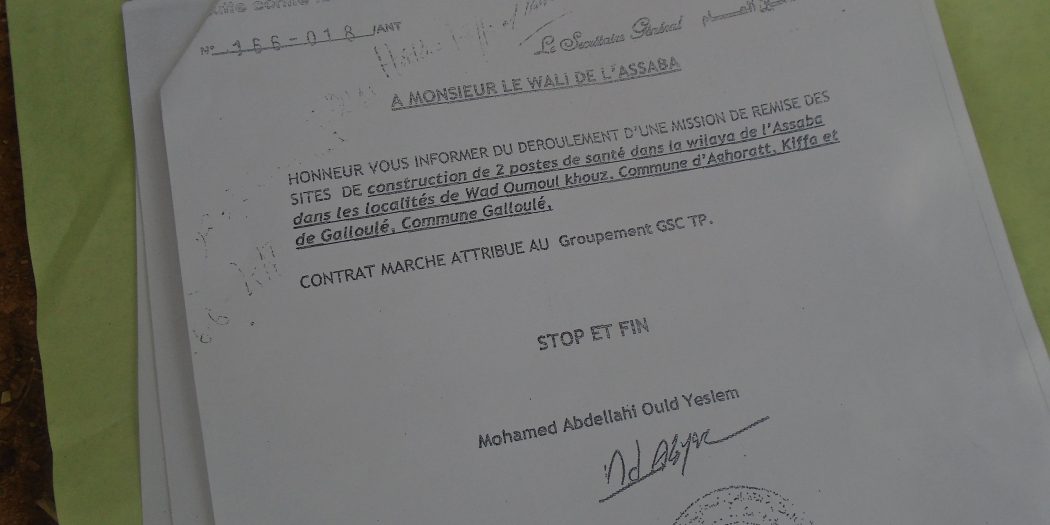 N° 166-018 /ANT
Le Secrétaire Général
A MONSIEUR LE WALI DE L'ASSABA
HONNEUR VOUS INFORMER DU DEROULEMENT D'UNE MISSION DE REMISE DES
SITES DE construction de 2 postes de santé dans la wilaya de l'Assaba
dans les localités de Wad Oumoul khouz, Commune d'Aghoratt, Kiffa et
de Galloulé, Commune Galloulé,
CONTRAT MARCHE ATTRIBUE AU Groupement GSC TP.
STOP ET FIN
Mohamed Abdellahi Ould Yeslem